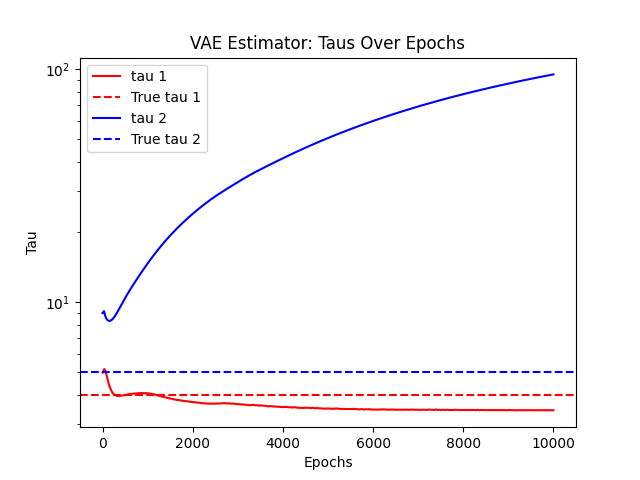 VAE Estimator: Taus Over Epochs
tau 1
True tau 1
tau 2
True tau 2
10²
10¹
Tau
0 2000 4000 6000 8000 10000
Epochs